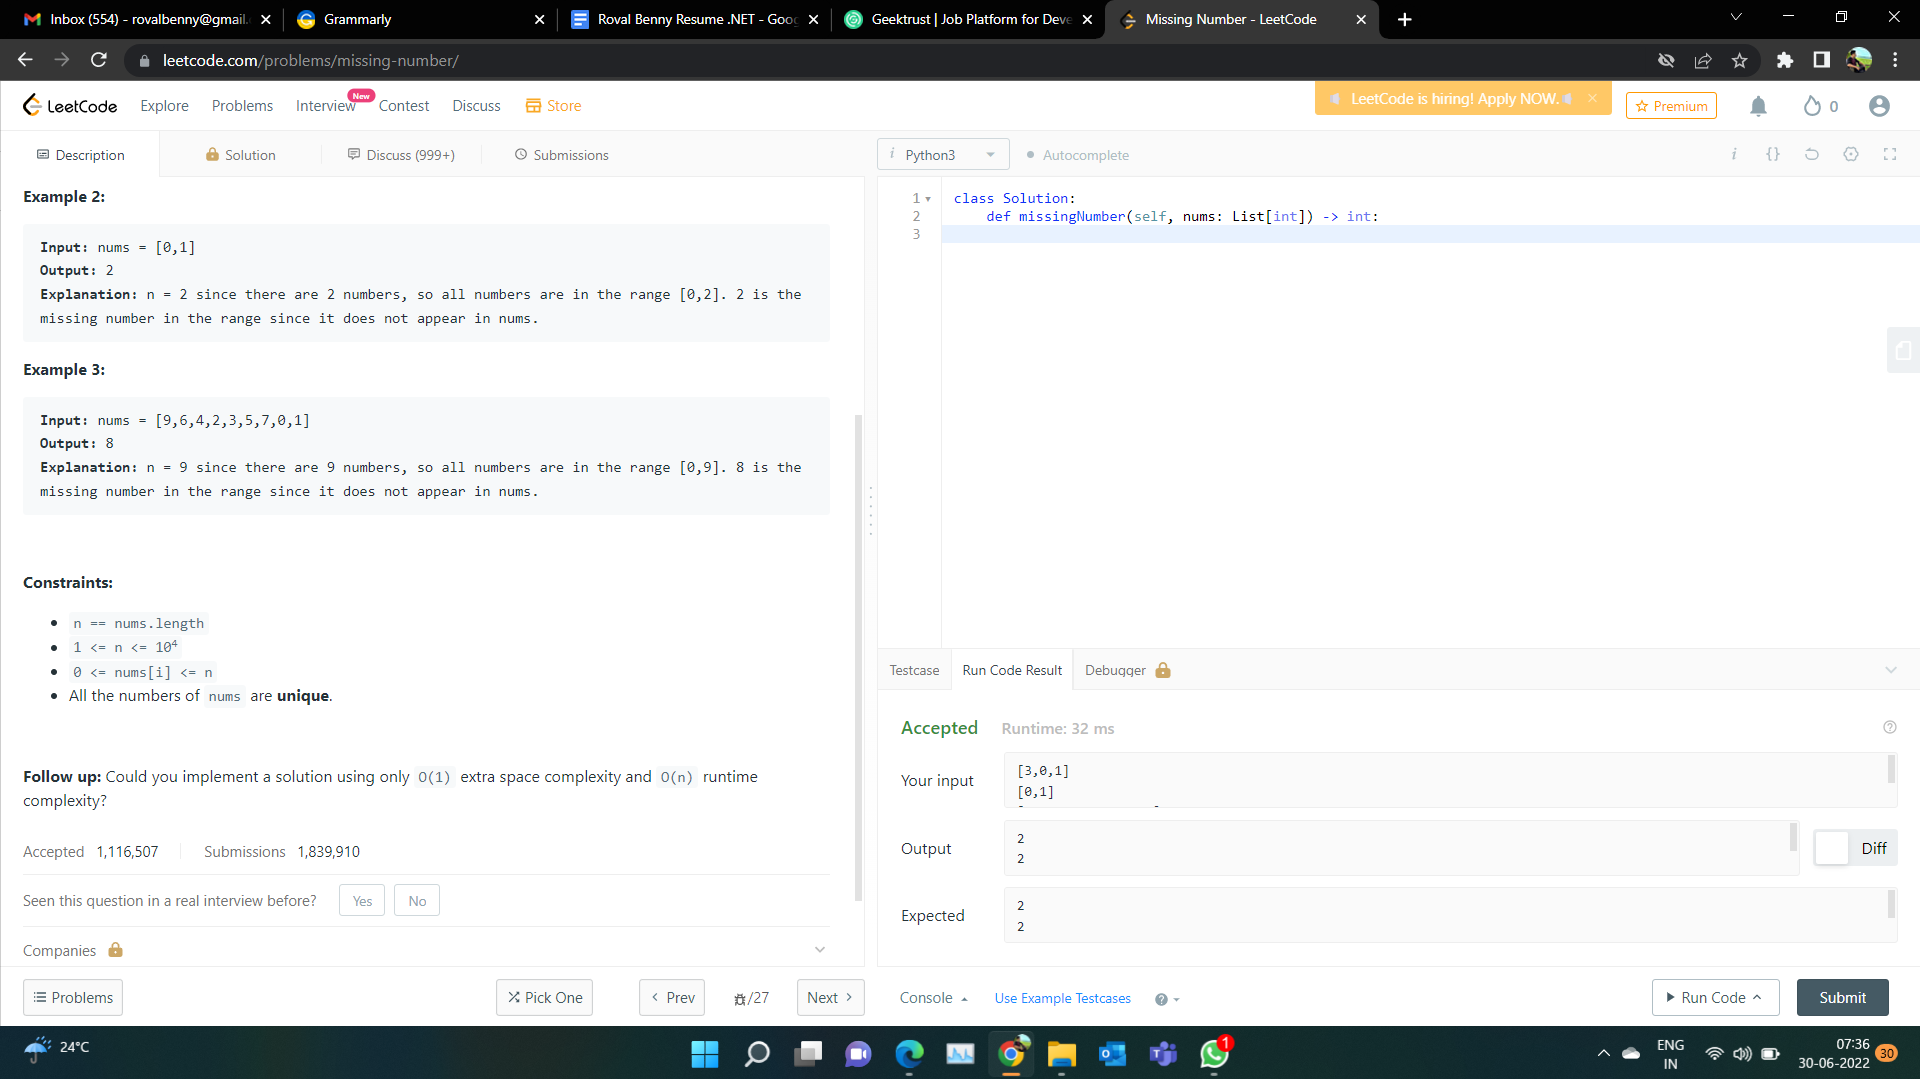 Inbox (554) - rovalbenny@gmail.
Grammarly
Roval Benny Resume .NET - Goog
Geektrust | Job Platform for Deve
Missing Number - LeetCode
leetcode.com/problems/missing-number/
LeetCode
Explore
Problems
Interview
New
Contest
Discuss
Store
LeetCode is hiring! Apply NOW.
Premium
0
Description
Solution
Discuss (999+)
Submissions
i Python3
Autocomplete
i {}
Example 2:
Input: nums = [0,1]
Output: 2
Explanation: n = 2 since there are 2 numbers, so all numbers are in the range [0,2]. 2 is the
missing number in the range since it does not appear in nums.
Example 3:
Input: nums = [9,6,4,2,3,5,7,0,1]
Output: 8
Explanation: n = 9 since there are 9 numbers, so all numbers are in the range [0,9]. 8 is the
missing number in the range since it does not appear in nums.
Constraints:
• n == nums.length
• 1 <= n <= 10⁴
• 0 <= nums[i] <= n
• All the numbers of nums are unique.
Follow up: Could you implement a solution using only O(1) extra space complexity and O(n) runtime
complexity?
Accepted 1,116,507
Submissions 1,839,910
Seen this question in a real interview before?
Yes
No
Companies
Problems
Pick One
< Prev
/27
Next >
1 class Solution:
2 def missingNumber(self, nums: List[int]) -> int:
3
Testcase
Run Code Result
Debugger
Accepted
Runtime: 32 ms
Your input
[3,0,1]
[0,1]
Output
2
2
Diff
Expected
2
2
Console
Use Example Testcases
Run Code
Submit
24°C
1
ENG
IN
07:36
30-06-2022
30